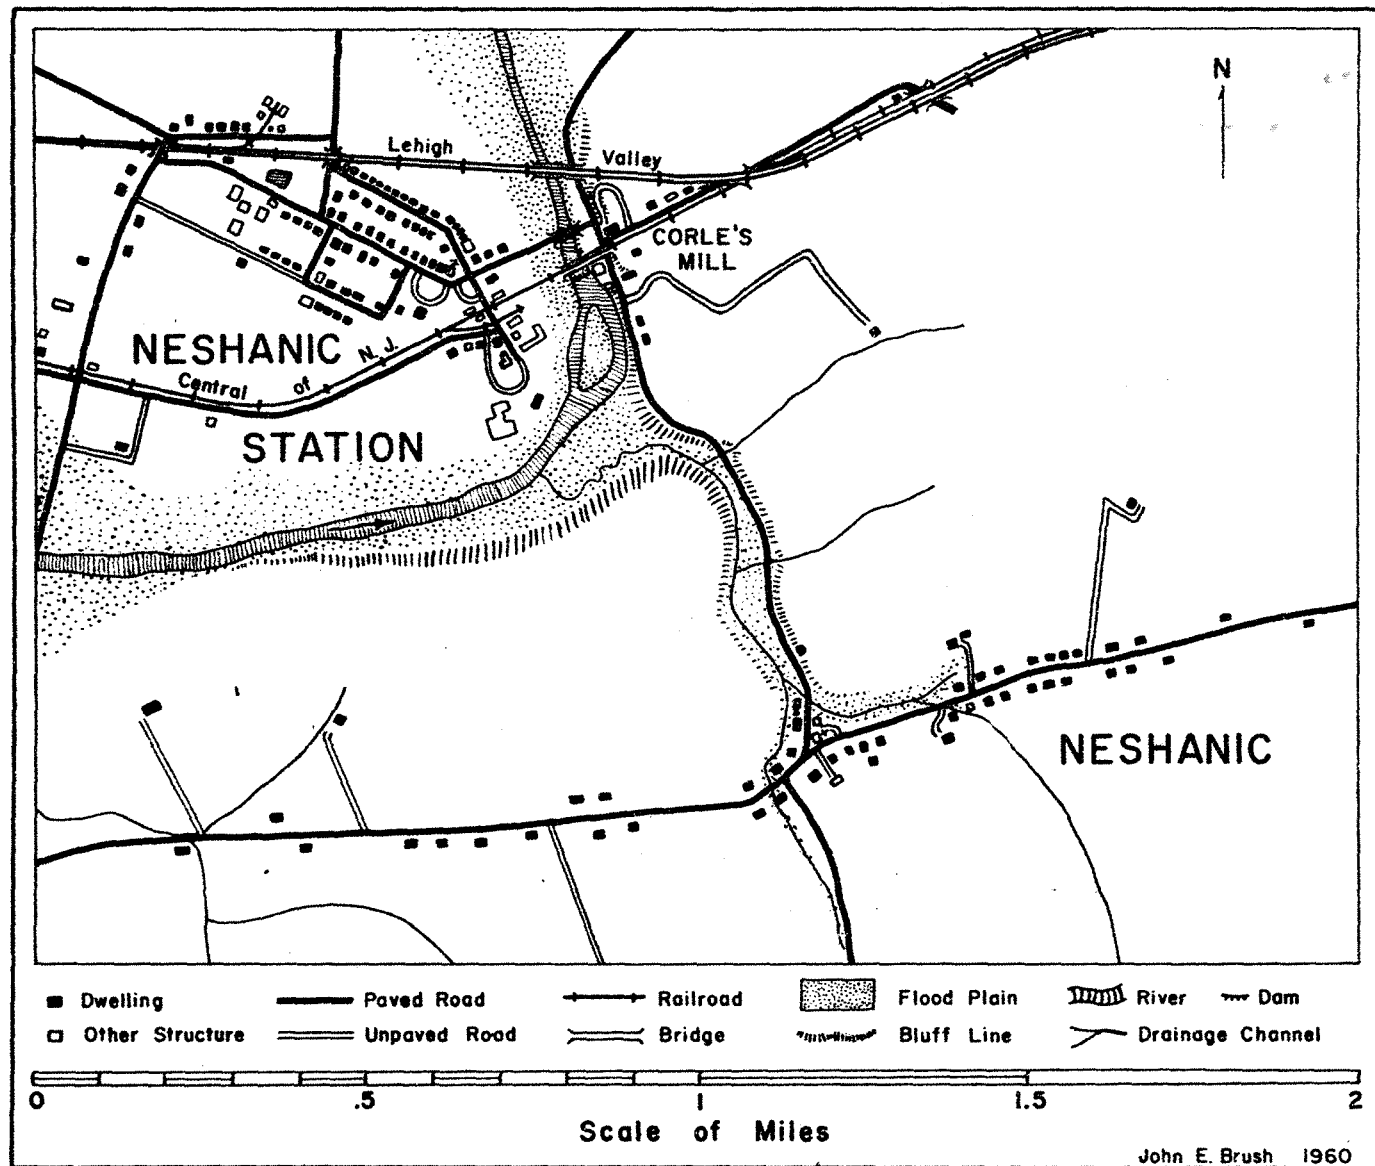 N
Lehigh Valley
CORLE'S
MILL
NESHANIC
N. J.
Central of
STATION
NESHANIC
Dwelling Paved Road Railroad Flood Plain River Dam
Other Structure Unpaved Road Bridge Bluff Line Drainage Channel
0 .5 1 1.5 2
Scale of Miles
John E. Brush 1960